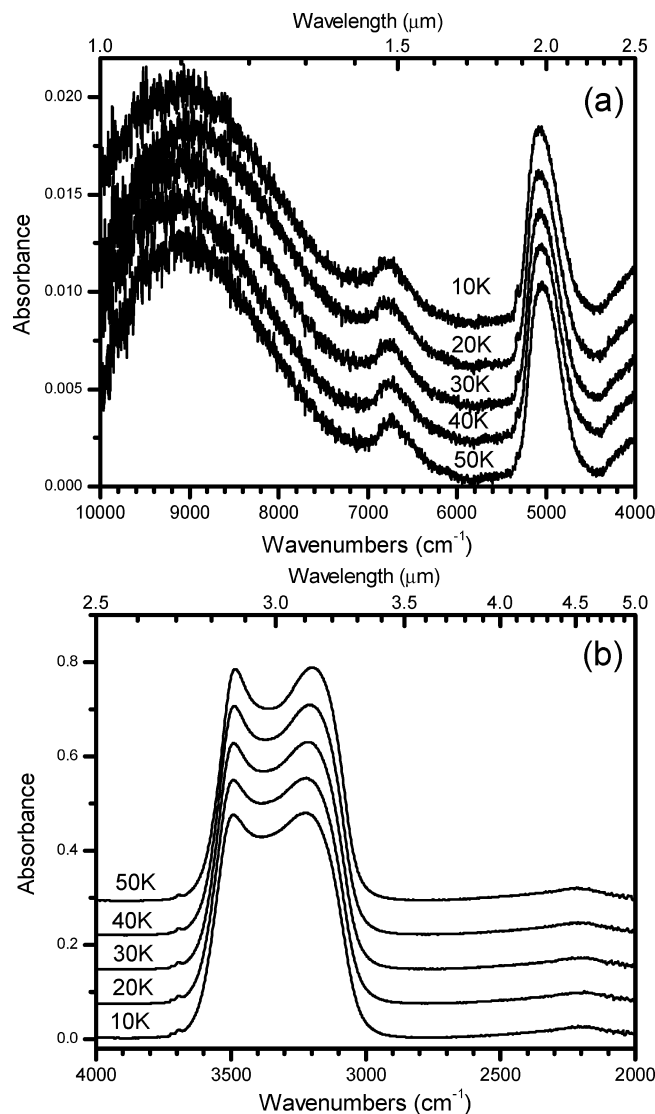 Wavelength (μm)
1.0 1.5 2.0 2.5
(a)
0.020
0.015
0.010
0.005
0.000
Absorbance
10K
20K
30K
40K
50K
10000 9000 8000 7000 6000 5000 4000
Wavenumbers (cm⁻¹)
Wavelength (μm)
2.5 3.0 3.5 4.0 4.5 5.0
(b)
0.8
0.6
0.4
0.2
0.0
Absorbance
50K
40K
30K
20K
10K
4000 3500 3000 2500 2000
Wavenumbers (cm⁻¹)